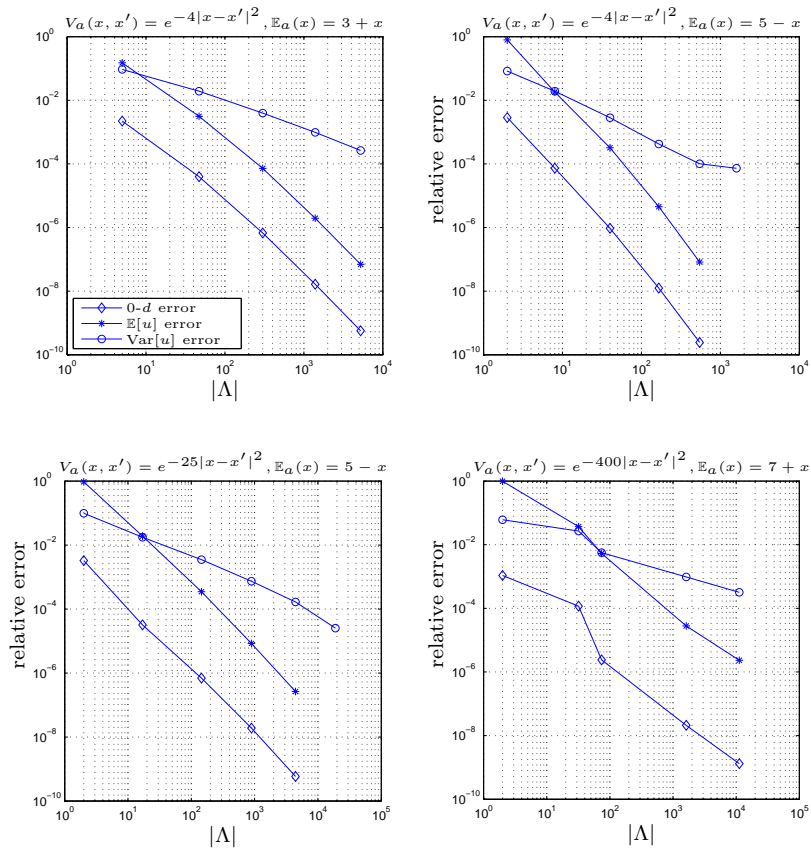 V_a(x, x′) = e^{−4|x−x′|^2}, 𝔼_a(x) = 3 + x
10^0
10^{−2}
10^{−4}
10^{−6}
10^{−8}
10^{−10}
0-d error
𝔼[u] error
Var[u] error
10^0 10^1 10^2 10^3 10^4
|Λ|
V_a(x, x′) = e^{−4|x−x′|^2}, 𝔼_a(x) = 5 − x
relative error
10^0
10^{−2}
10^{−4}
10^{−6}
10^{−8}
10^{−10}
10^0 10^1 10^2 10^3 10^4
|Λ|
V_a(x, x′) = e^{−25|x−x′|^2}, 𝔼_a(x) = 5 − x
relative error
10^0
10^{−2}
10^{−4}
10^{−6}
10^{−8}
10^{−10}
10^0 10^1 10^2 10^3 10^4 10^5
|Λ|
V_a(x, x′) = e^{−400|x−x′|^2}, 𝔼_a(x) = 7 + x
relative error
10^0
10^{−2}
10^{−4}
10^{−6}
10^{−8}
10^{−10}
10^0 10^1 10^2 10^3 10^4 10^5
|Λ|